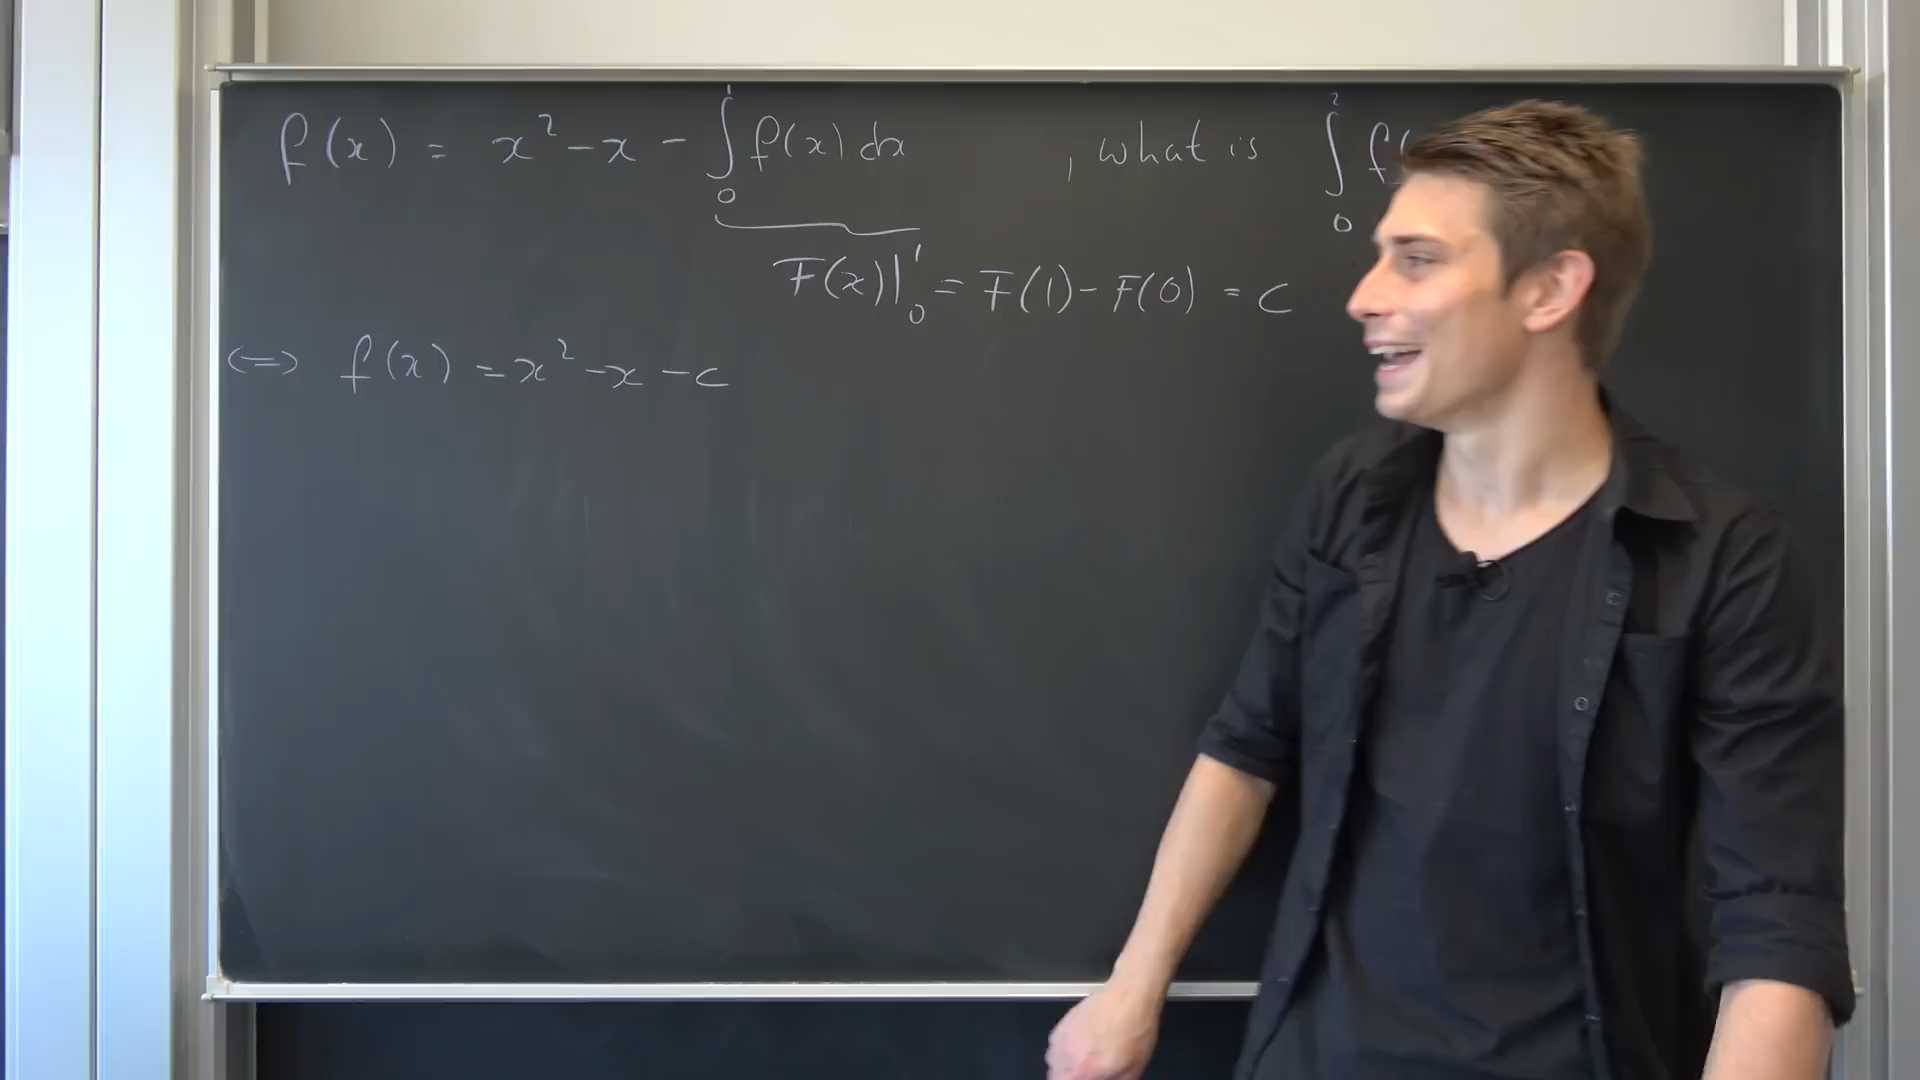 f(x) = x² - x - ∫₀¹ f(x) dx , what is ∫₀² f(
F(x)|₀¹ = F(1) - F(0) = c
⟺ f(x) = x² - x - c